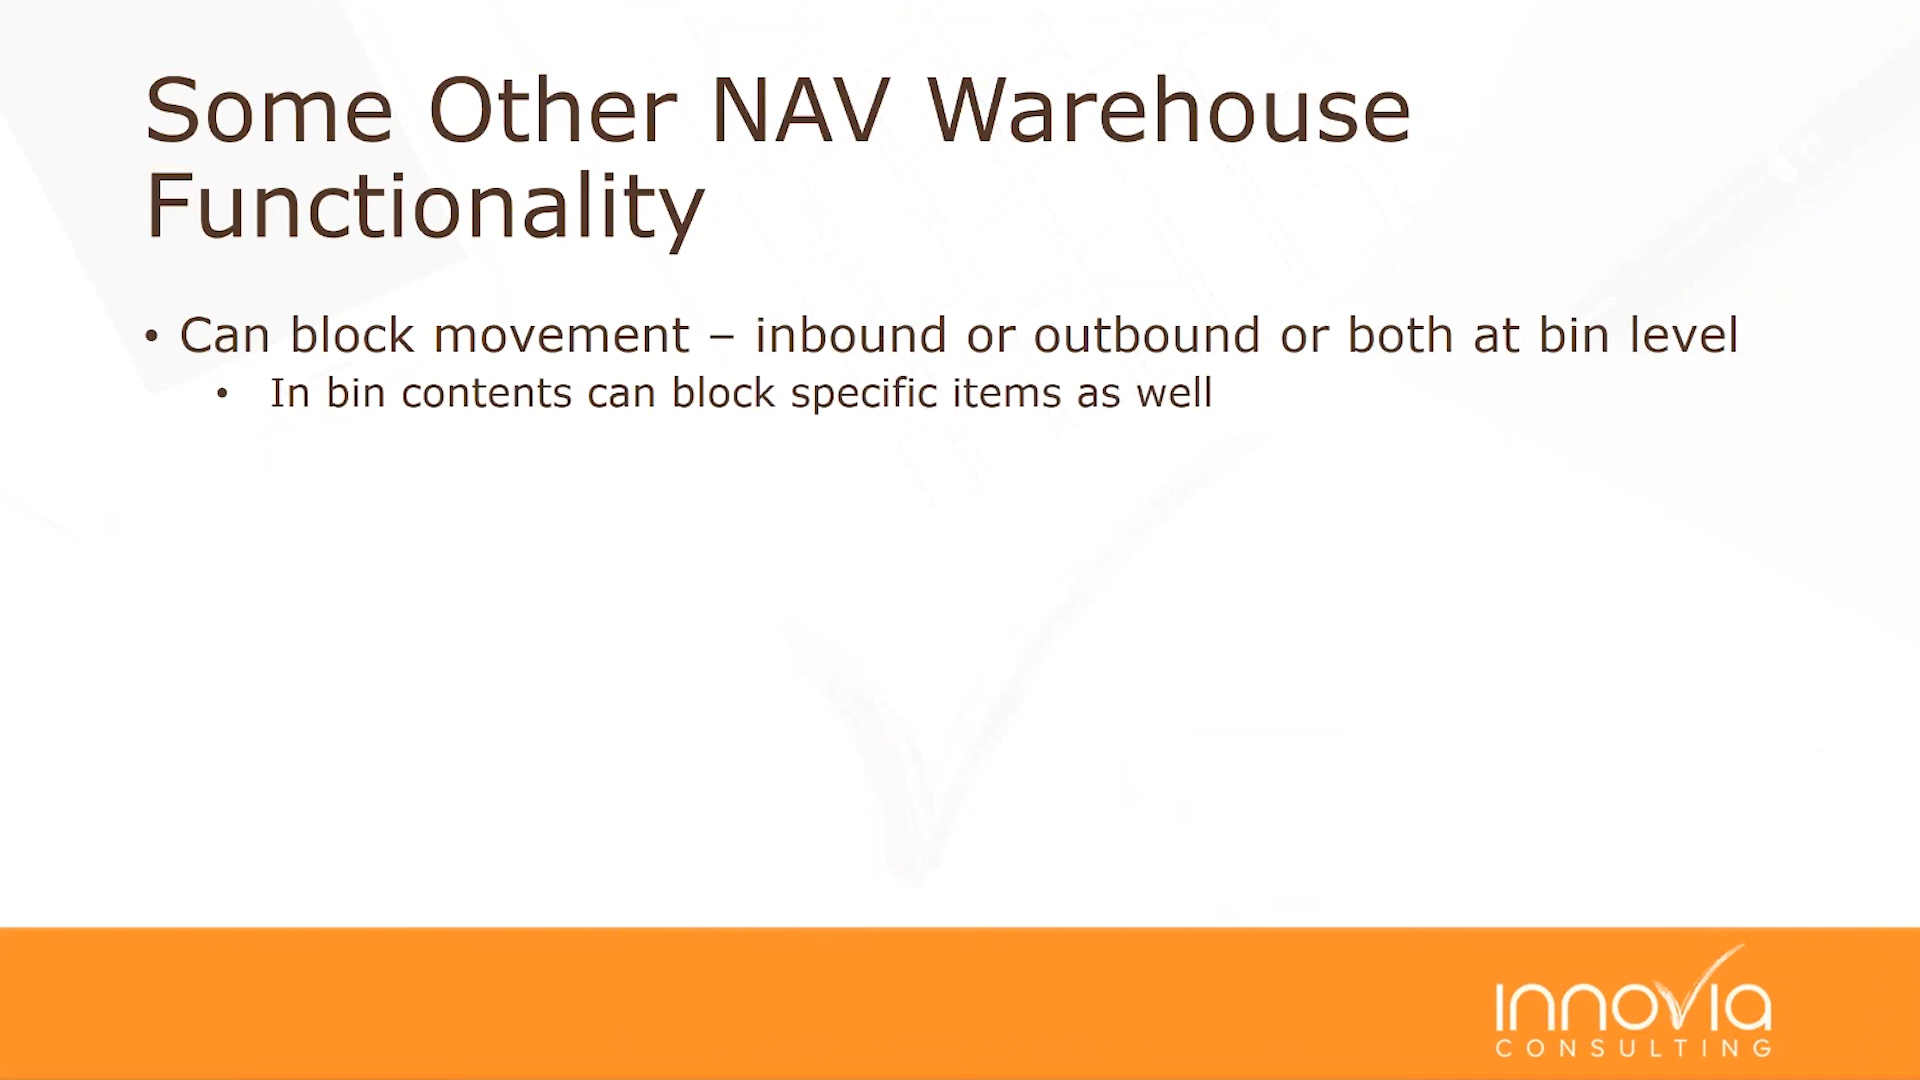 Some Other NAV Warehouse
Functionality
• Can block movement – inbound or outbound or both at bin level
• In bin contents can block specific items as well
innovia
CONSULTING